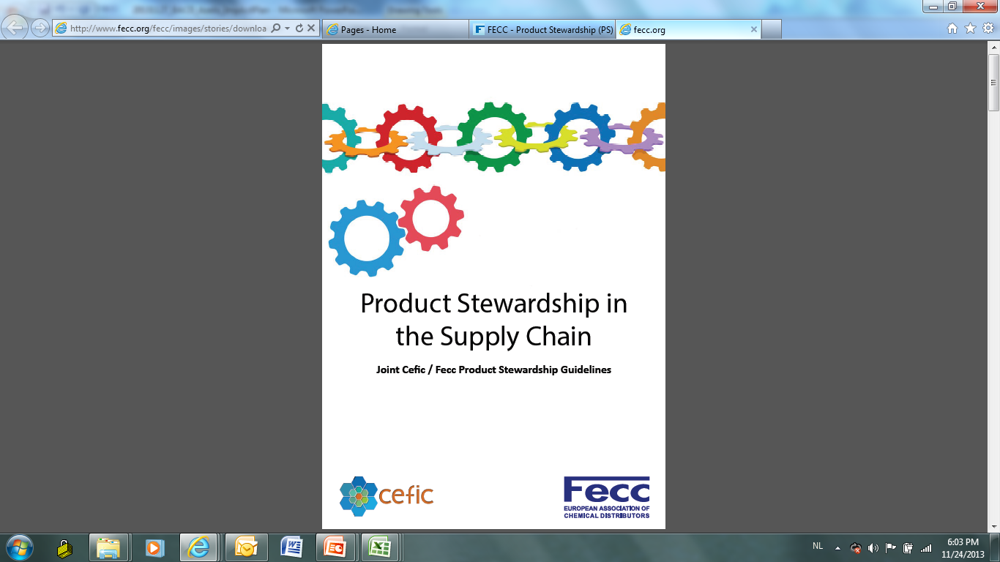 http://www.fecc.org/fecc/images/stories/downloa
Pages - Home
FECC - Product Stewardship (PS)
fecc.org
Product Stewardship in
the Supply Chain
Joint Cefic / Fecc Product Stewardship Guidelines
cefic
Fecc
EUROPEAN ASSOCIATION OF
CHEMICAL DISTRIBUTORS
NL
6:03 PM
11/24/2013